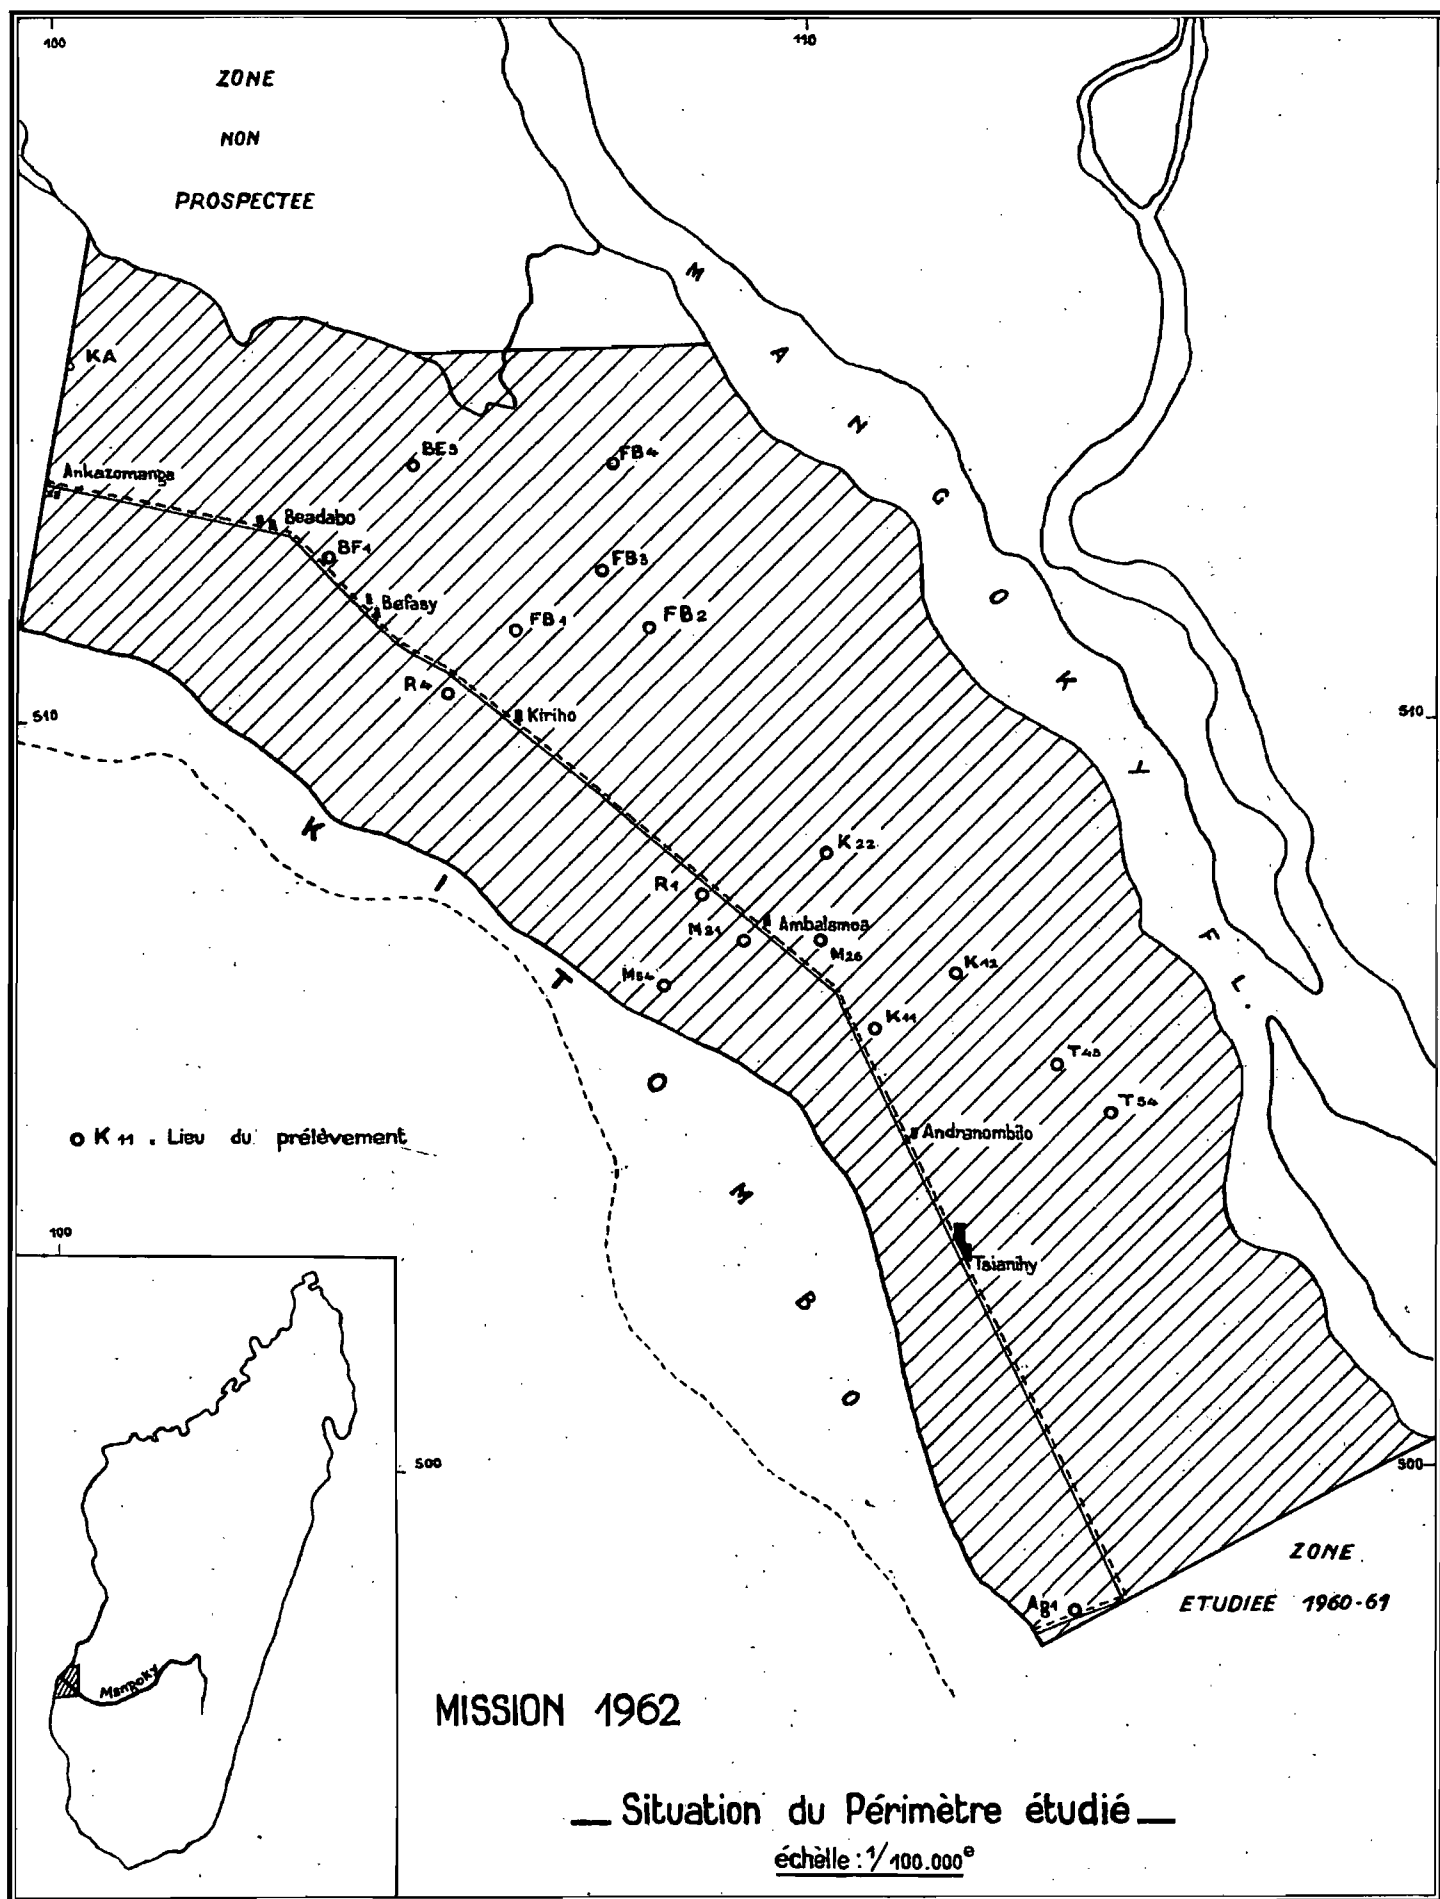 100
110
ZONE
NON
PROSPECTEE
MANGOKY FL.
KA
BE3
FB4
Ankazomanga
Beadabo
BF1
FB3
Befasy
FB1
FB2
R4
Kiriho
510
510
KITOMBO
K22
R1
Ambalamoa
M21
M26
K12
M54
K11
T48
T54
Andranombilo
K11 . Lieu du prélèvement
100
Tsianihy
500
500
ZONE
ETUDIEE 1960-61
Mangoky
MISSION 1962
Situation du Périmètre étudié
échèlle : 1/100.000e